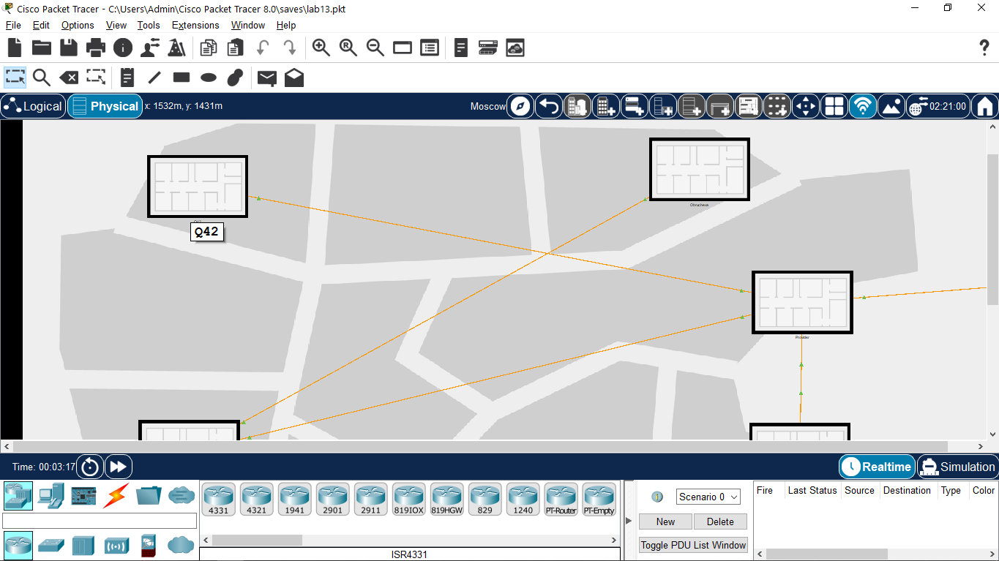 Cisco Packet Tracer - C:\Users\Admin\Cisco Packet Tracer 8.0\saves\lab13.pkt
File Edit Options View Tools Extensions Window Help
Logical Physical x: 1532m, y: 1431m Moscow 02:21:00
Obrucheva
Q42
Q42
Provider
Time: 00:03:17 Realtime Simulation
4331 4321 1941 2901 2911 819IOX 819HGW 829 1240 PT-Router PT-Empty
ISR4331
Scenario 0
New Delete
Toggle PDU List Window
Fire Last Status Source Destination Type Color